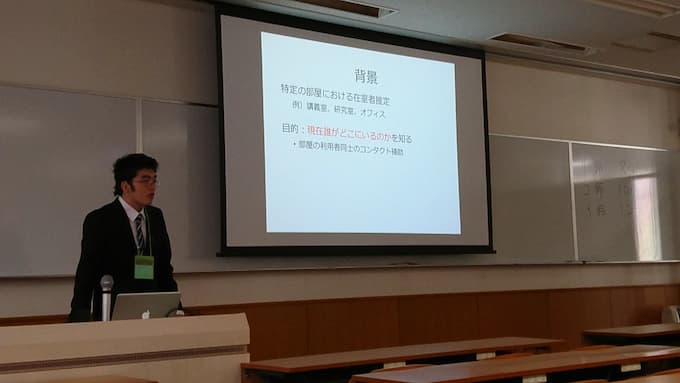 背景
特定の部屋における在室者推定
例）講義室、研究室、オフィス
目的：現在誰がどこにいるのかを知る
• 部屋の利用者同士のコンタクト補助